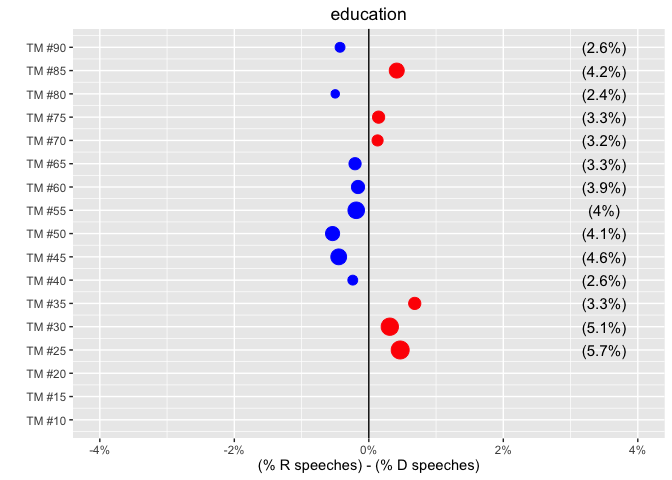 education
TM #90 (2.6%)
TM #85 (4.2%)
TM #80 (2.4%)
TM #75 (3.3%)
TM #70 (3.2%)
TM #65 (3.3%)
TM #60 (3.9%)
TM #55 (4%)
TM #50 (4.1%)
TM #45 (4.6%)
TM #40 (2.6%)
TM #35 (3.3%)
TM #30 (5.1%)
TM #25 (5.7%)
TM #20
TM #15
TM #10
-4% -2% 0% 2% 4%
(% R speeches) - (% D speeches)